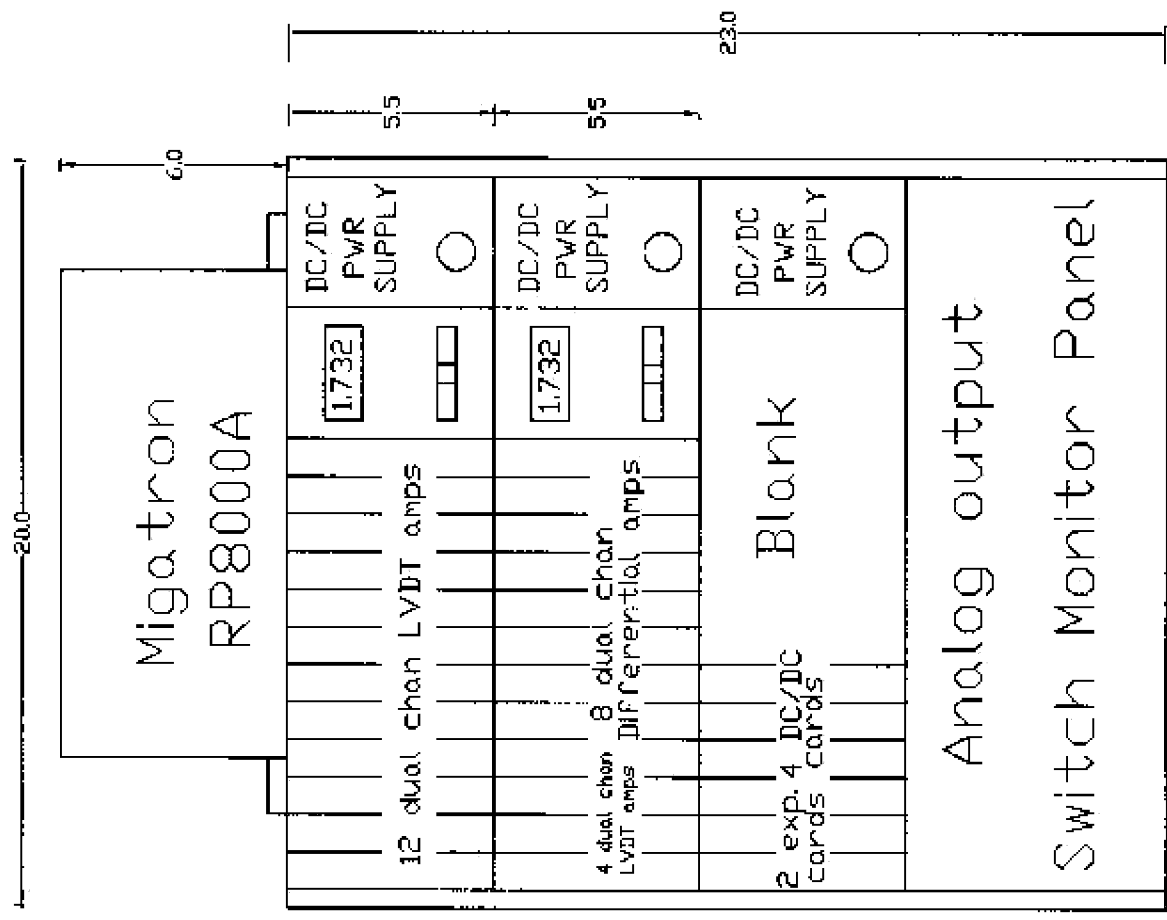 20.0
6.0
5.5
5.5
23.0
Migatron
RP8000A
12 dual chan LVDT amps
1.732
DC/DC
PWR
SUPPLY
4 dual chan
LVDT amps
8 dual chan
Differential amps
1.732
DC/DC
PWR
SUPPLY
2 exp.
cards
4 DC/DC
cards
Blank
DC/DC
PWR
SUPPLY
Analog output
Switch Monitor Panel